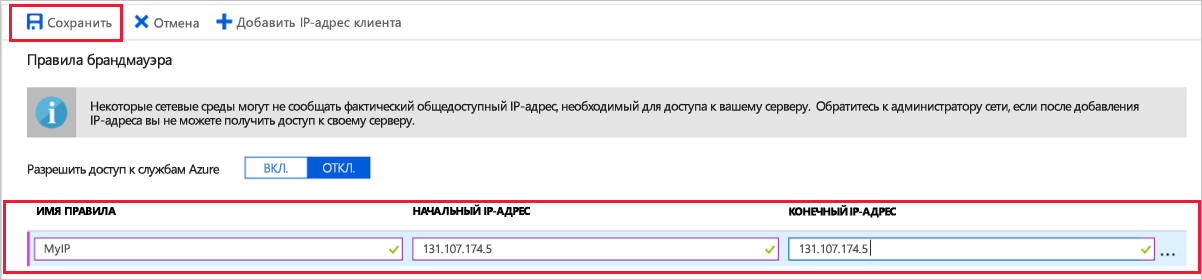 Сохранить Отмена Добавить IP-адрес клиента
Правила брандмауэра
Некоторые сетевые среды могут не сообщать фактический общедоступный IP-адрес, необходимый для доступа к вашему серверу. Обратитесь к администратору сети, если после добавления
IP-адреса вы не можете получить доступ к своему серверу.
Разрешить доступ к службам Azure ВКЛ. ОТКЛ.
ИМЯ ПРАВИЛА НАЧАЛЬНЫЙ IP-АДРЕС КОНЕЧНЫЙ IP-АДРЕС
MyIP 131.107.174.5 131.107.174.5 ...